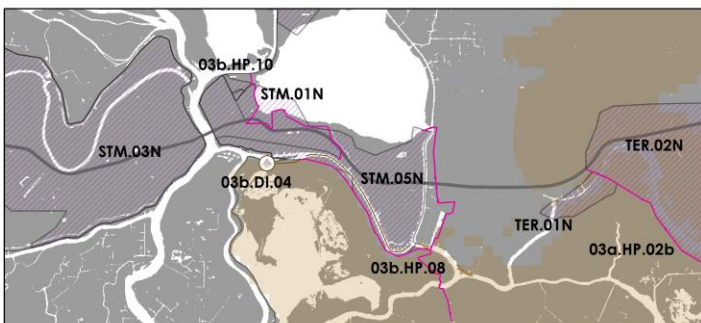 03b.HP.10
STM.01N
STM.03N
TER.02N
03b.DI.04
STM.05N
TER.01N
03a.HP.02b
03b.HP.08